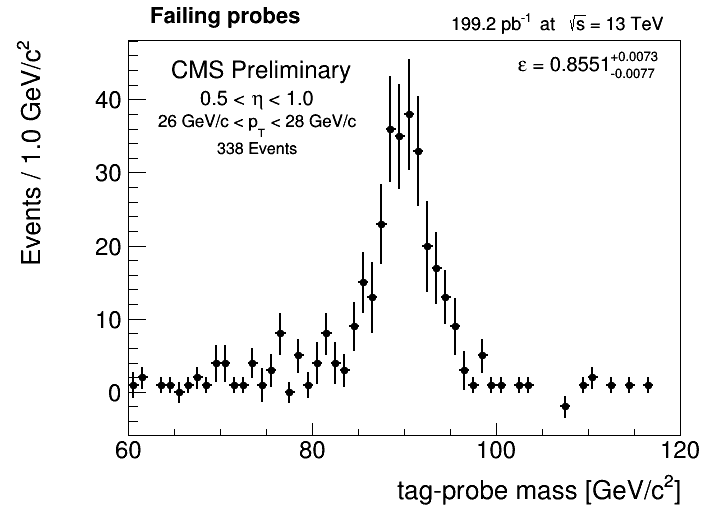 Failing probes
199.2 pb⁻¹ at √s = 13 TeV
CMS Preliminary
0.5 < η < 1.0
26 GeV/c < p_T < 28 GeV/c
338 Events
ε = 0.8551 +0.0073 -0.0077
Events / 1.0 GeV/c²
40
30
20
10
0
60 80 100 120
tag-probe mass [GeV/c²]